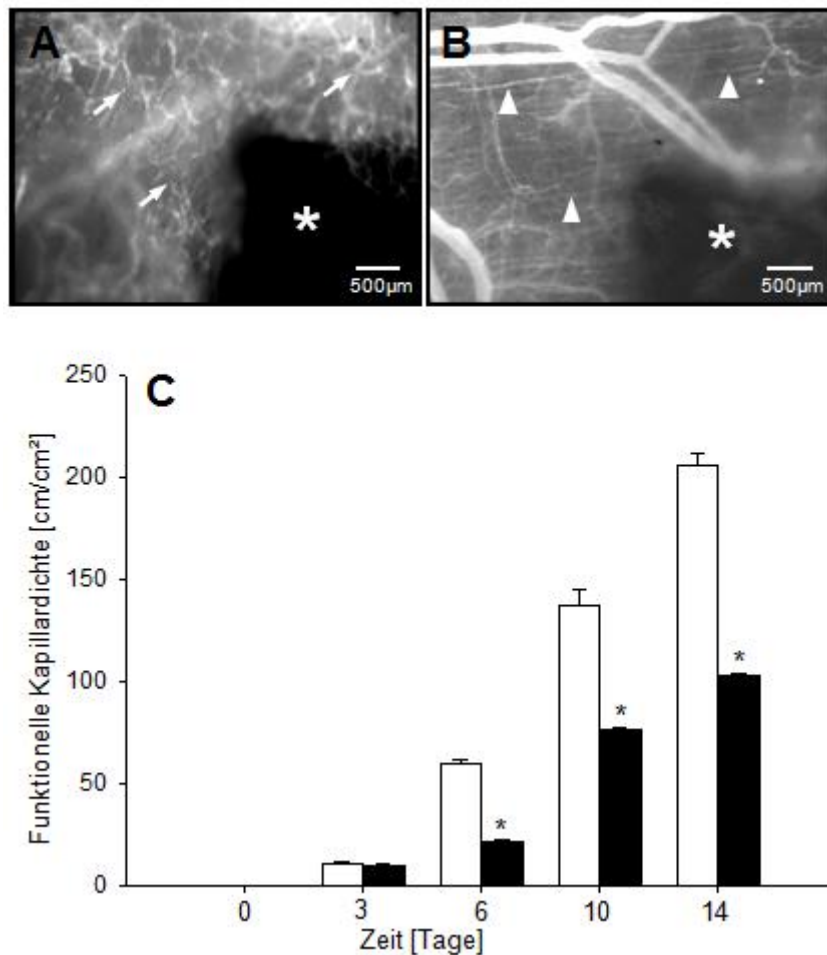 A
*
500µm
B
*
500µm
C
Funktionelle Kapillardichte [cm/cm²]
250
200
150
100
50
0
*
*
*
0 3 6 10 14
Zeit [Tage]